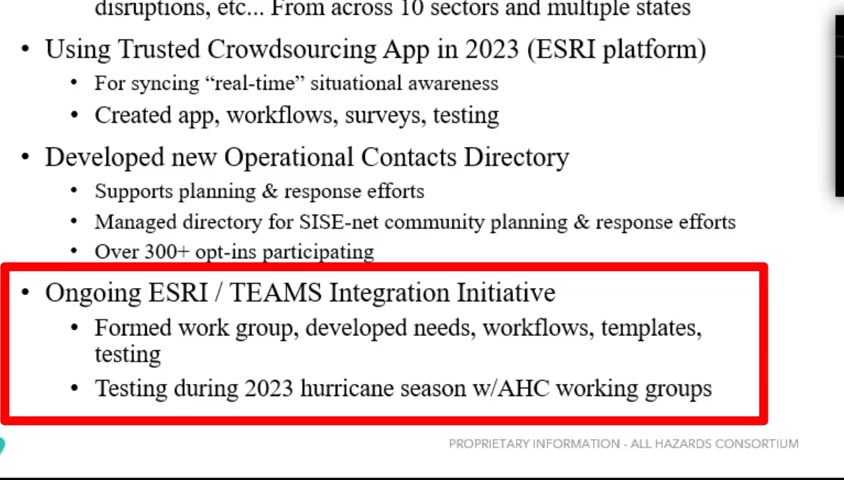 disruptions, etc... From across 10 sectors and multiple states
• Using Trusted Crowdsourcing App in 2023 (ESRI platform)
• For syncing “real-time” situational awareness
• Created app, workflows, surveys, testing
• Developed new Operational Contacts Directory
• Supports planning & response efforts
• Managed directory for SISE-net community planning & response efforts
• Over 300+ opt-ins participating
• Ongoing ESRI / TEAMS Integration Initiative
• Formed work group, developed needs, workflows, templates,
testing
• Testing during 2023 hurricane season w/AHC working groups
PROPRIETARY INFORMATION - ALL HAZARDS CONSORTIUM